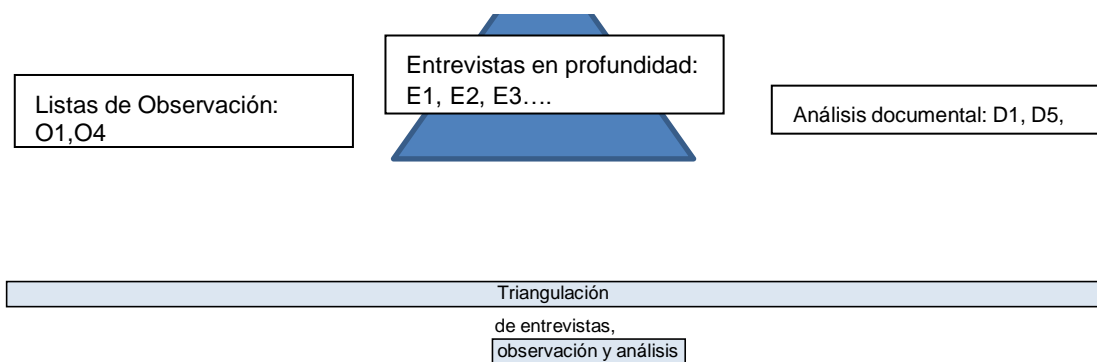 Entrevistas en profundidad:
E1, E2, E3....
Listas de Observación:
O1,O4
Análisis documental: D1, D5,
Triangulación
de entrevistas,
observación y análisis